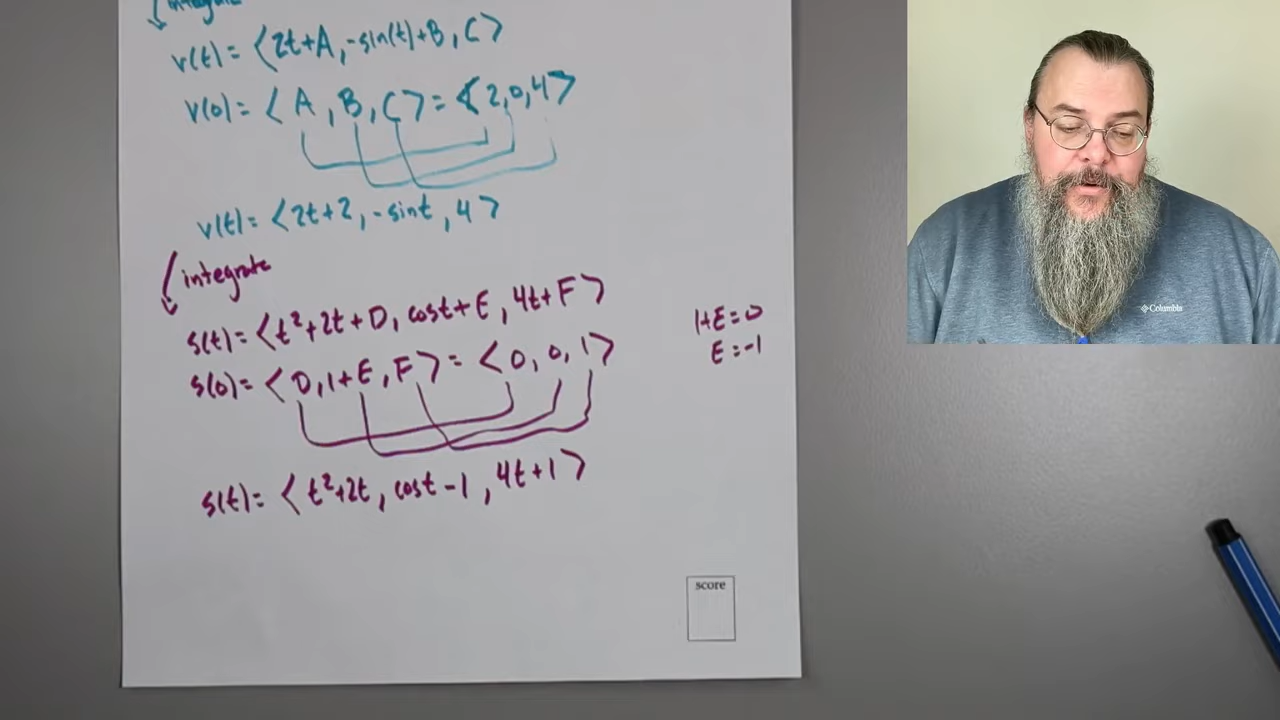 integrate
v(t) = ⟨2t+A, -sin(t)+B, C⟩
v(0) = ⟨A, B, C⟩ = ⟨2, 0, 4⟩
v(t) = ⟨2t+2, -sint, 4⟩
integrate
s(t) = ⟨t²+2t+D, cost+E, 4t+F⟩
s(0) = ⟨D, 1+E, F⟩ = ⟨0, 0, 1⟩
1+E=0
E=-1
s(t) = ⟨t²+2t, cost-1, 4t+1⟩
score
Columbia